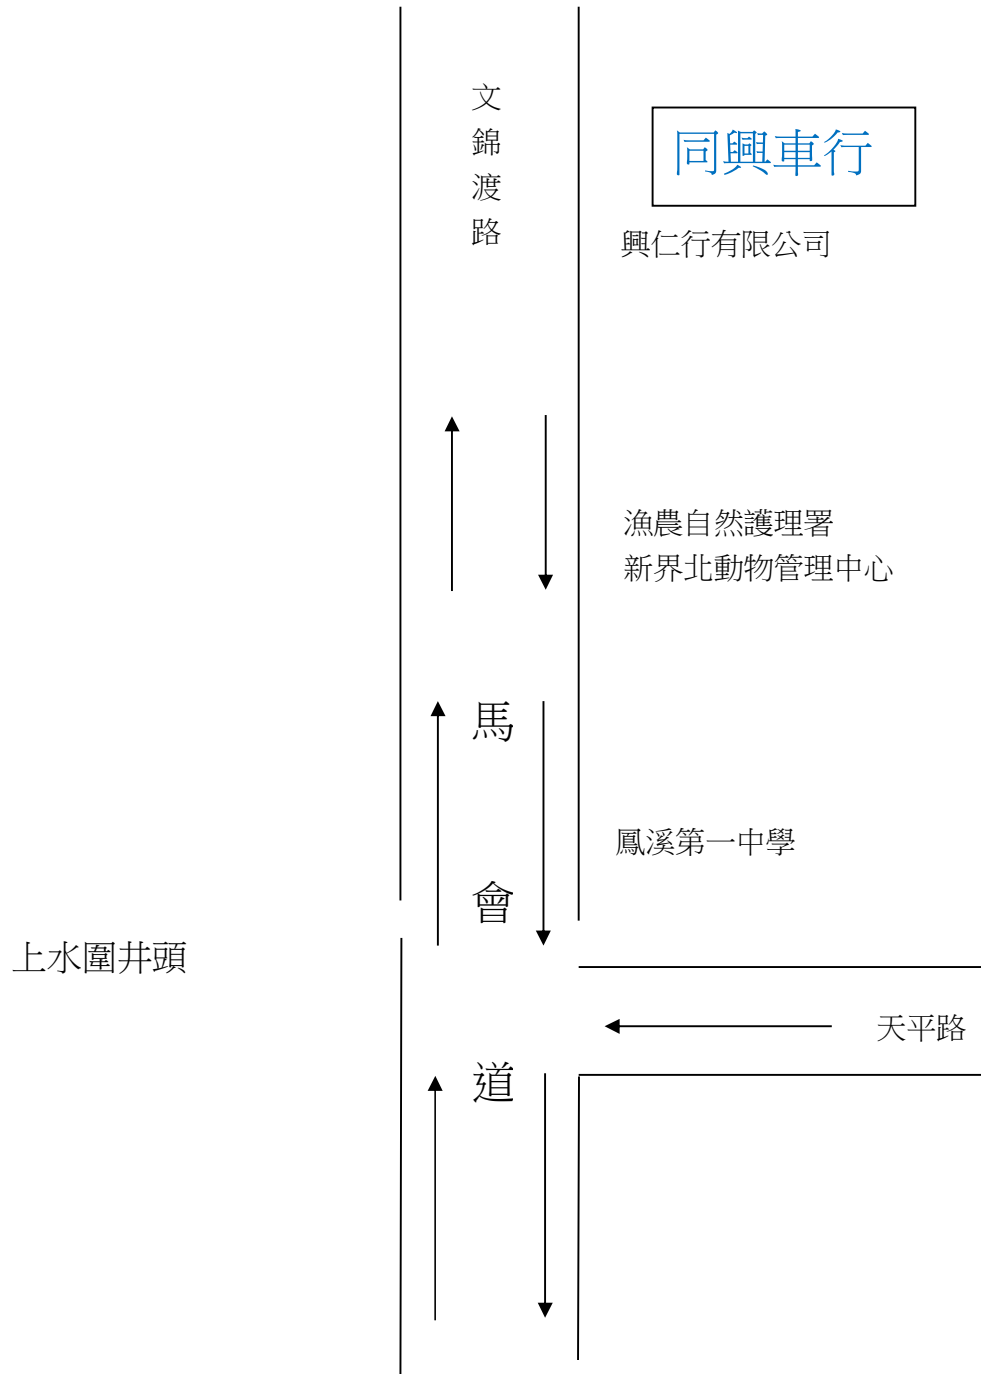 文錦渡路
同興車行
興仁行有限公司
漁農自然護理署
新界北動物管理中心
馬會道
鳳溪第一中學
上水圍井頭
天平路